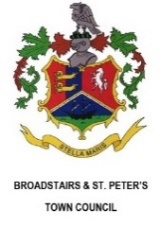 STELLA MARIS
BROADSTAIRS & ST. PETER'S
TOWN COUNCIL